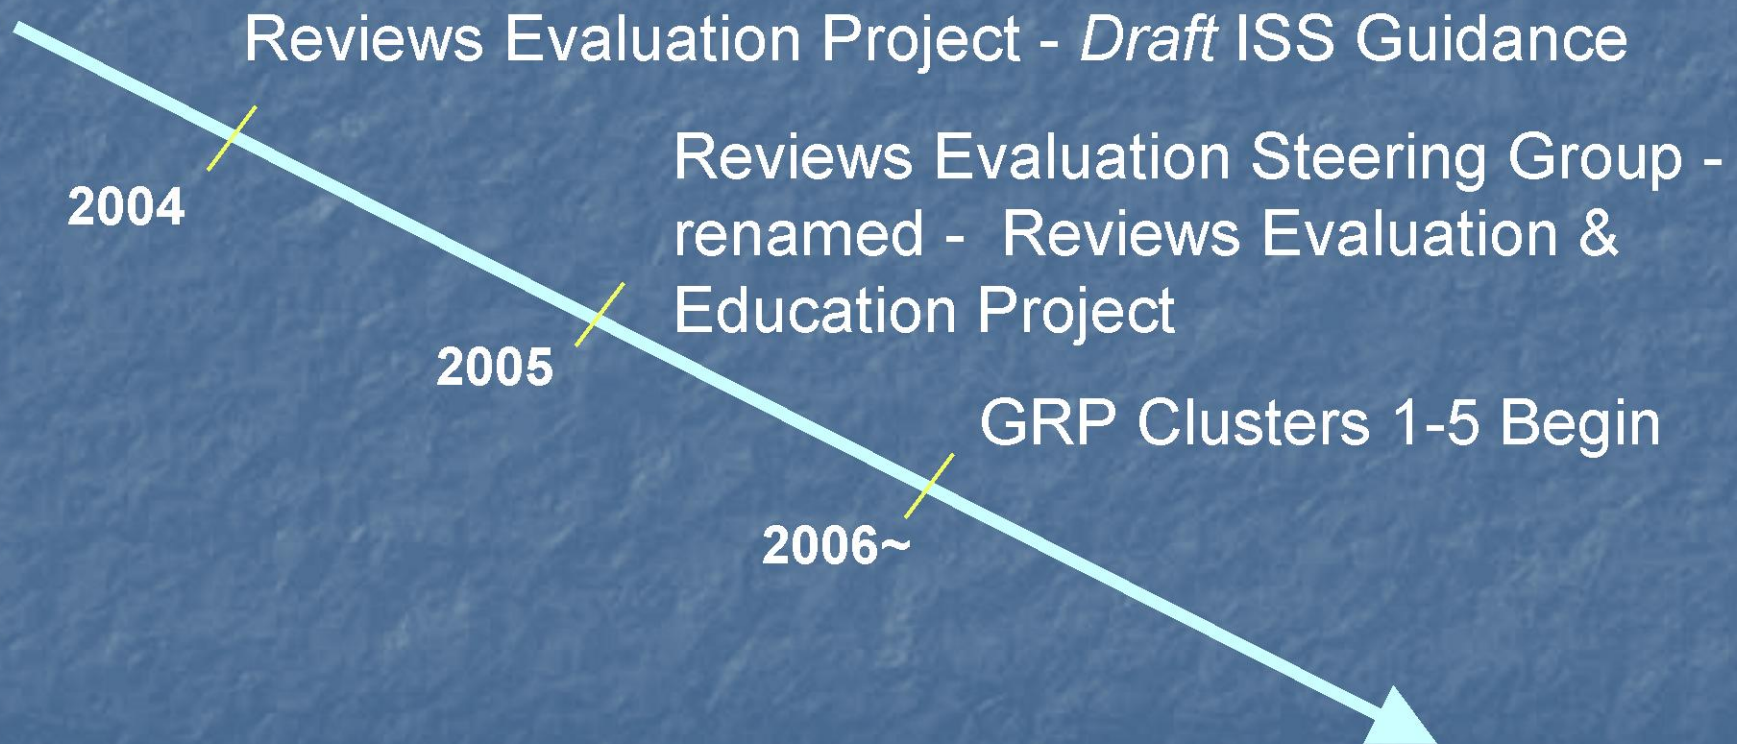 Reviews Evaluation Project - Draft ISS Guidance
2004
Reviews Evaluation Steering Group -
renamed -  Reviews Evaluation &
Education Project
2005
GRP Clusters 1-5 Begin
2006~